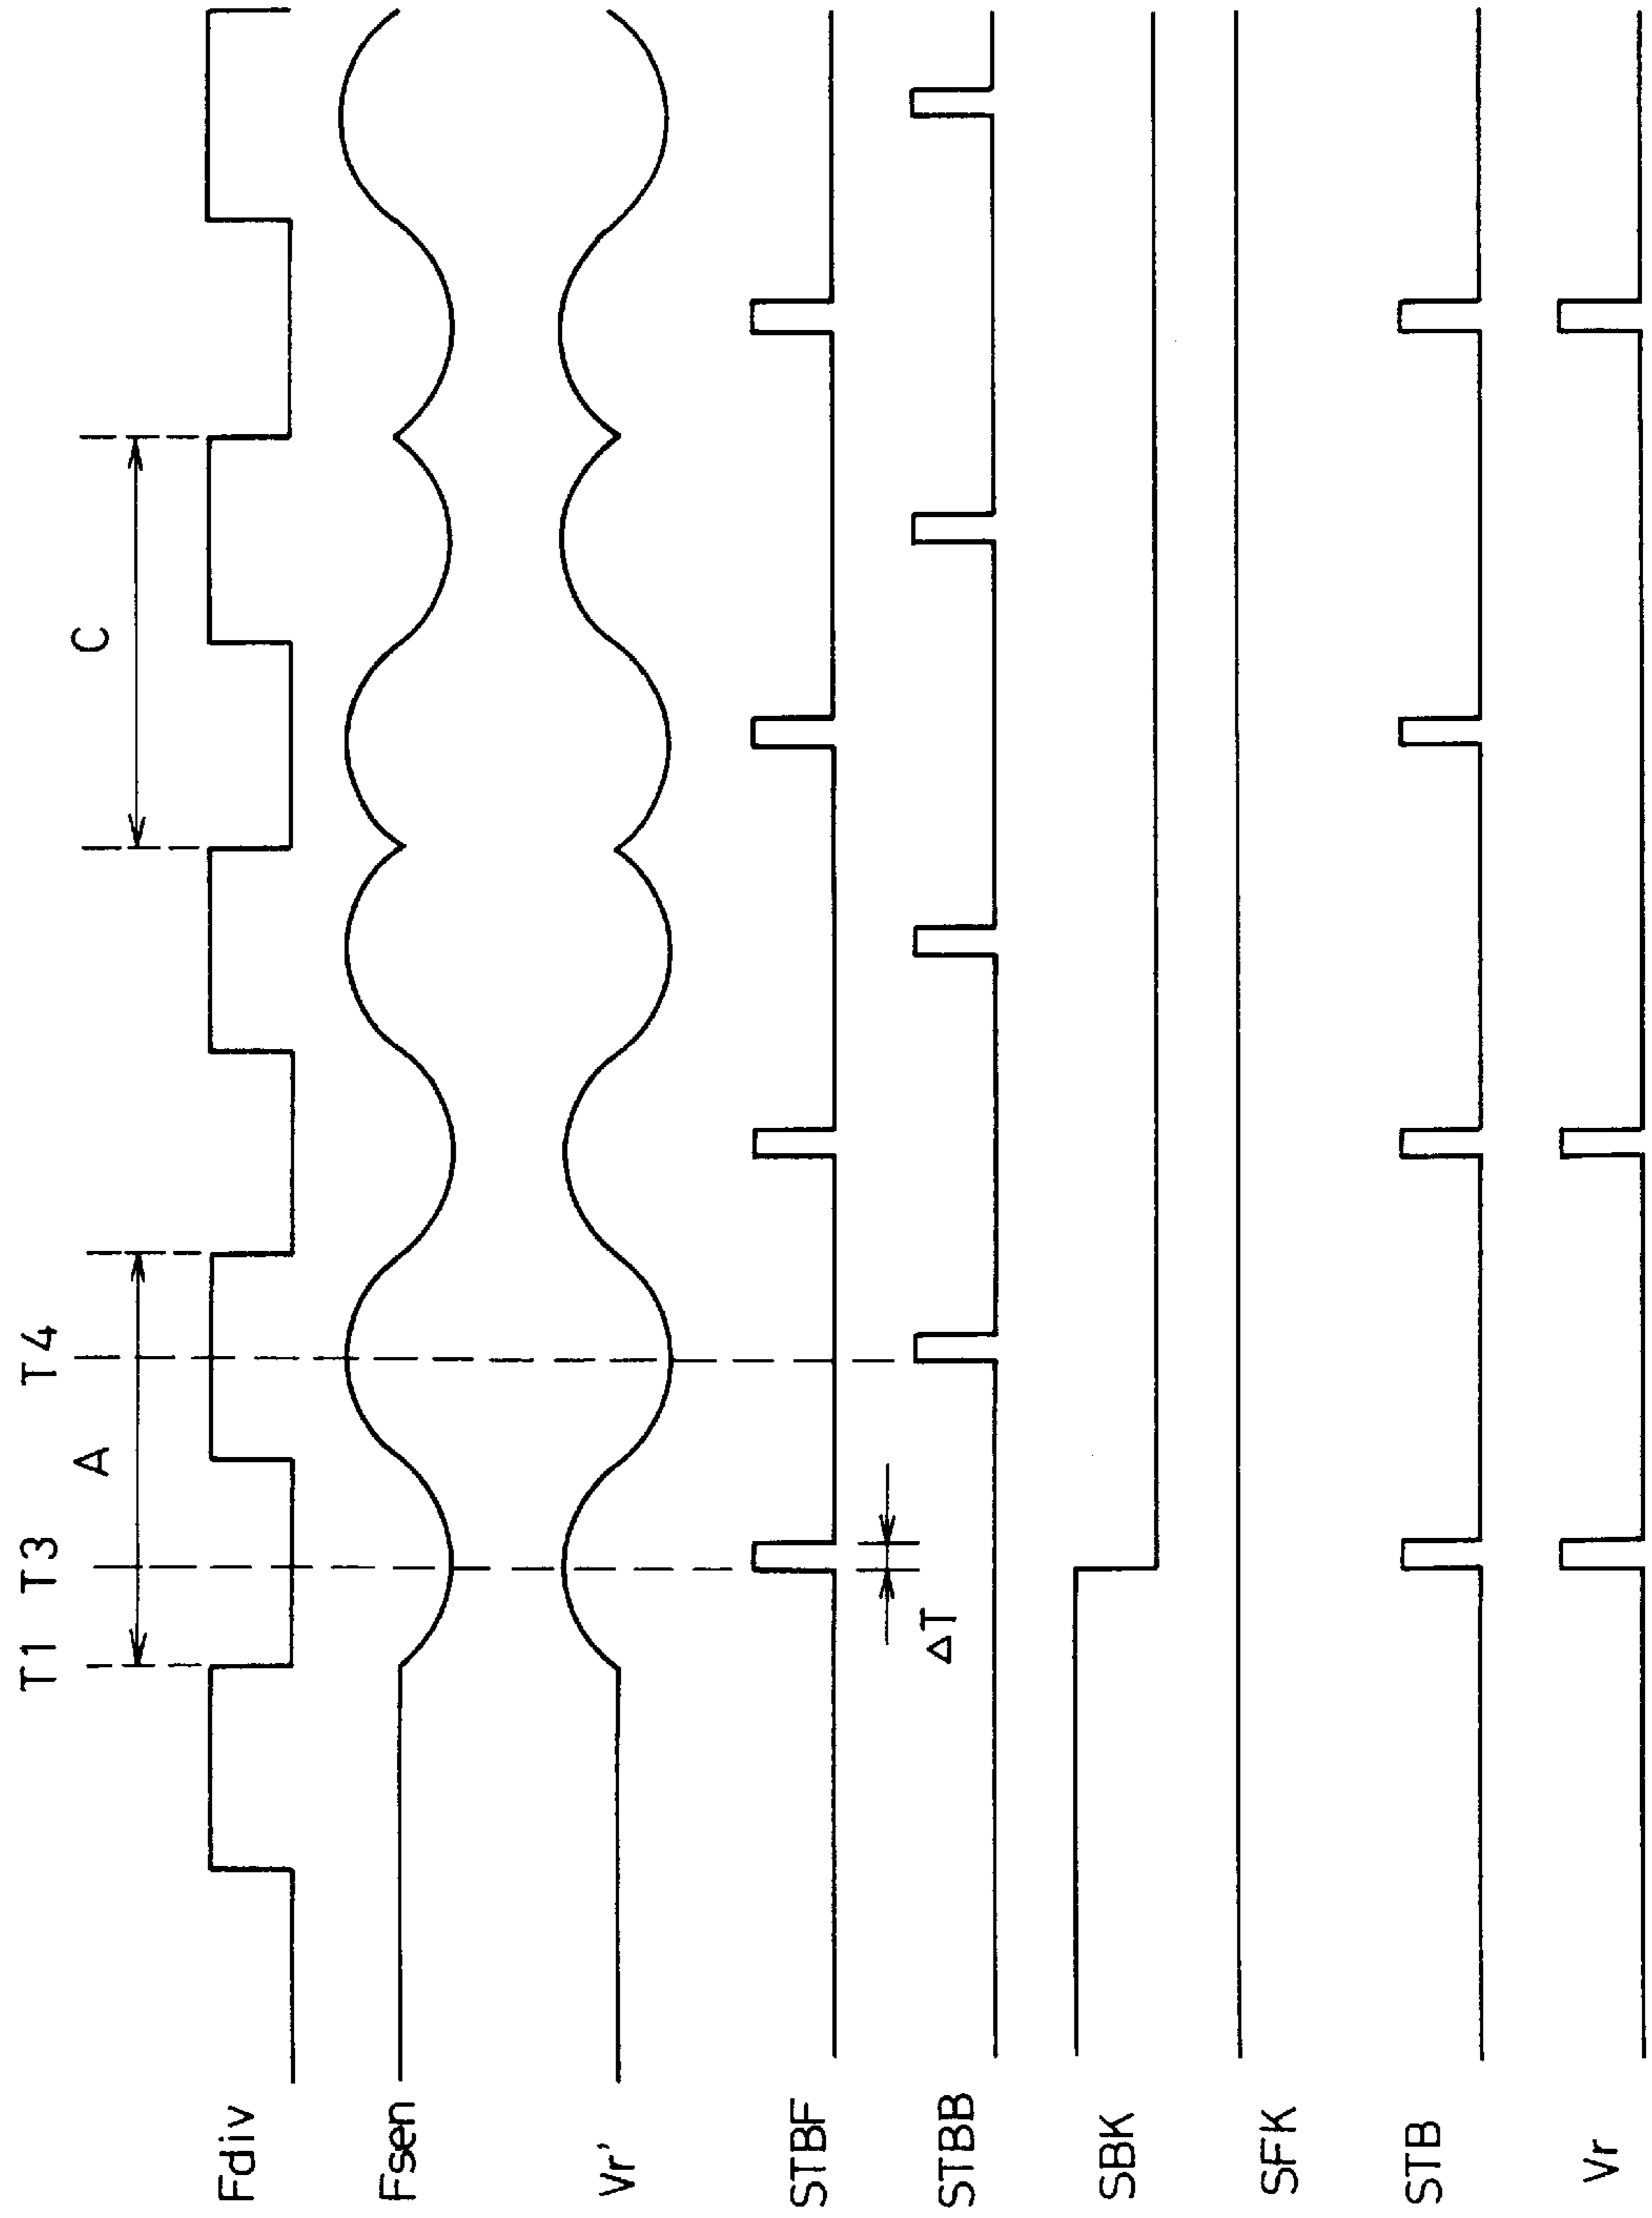 T1 T3 T4
A C
Fdiv
Fsen
Vr'
STBF
ΔT
STBB
SBK
SFK
STB
Vr